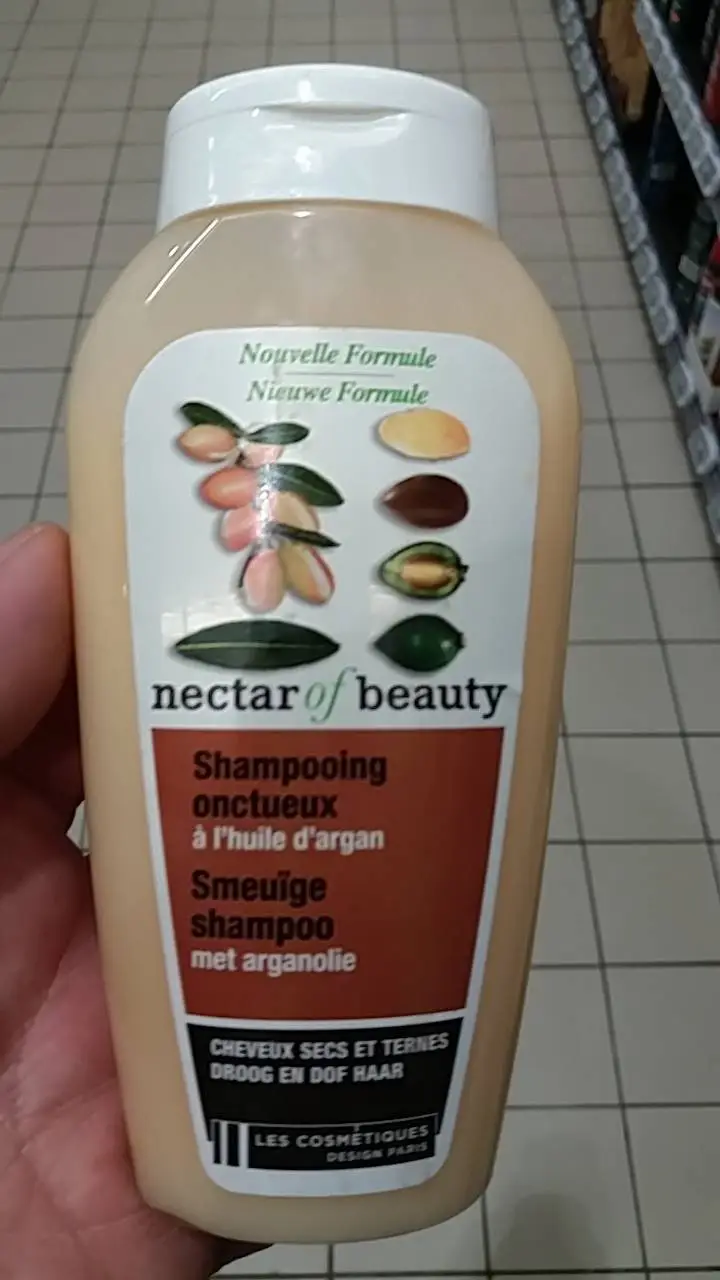 Nouvelle Formule
Nieuwe Formule
nectar of beauty
Shampooing
onctueux
à l'huile d'argan
Smeuïge
shampoo
met arganolie
CHEVEUX SECS ET TERNES
DROOG EN DOF HAAR
LES COSMÉTIQUES
DESIGN PARIS